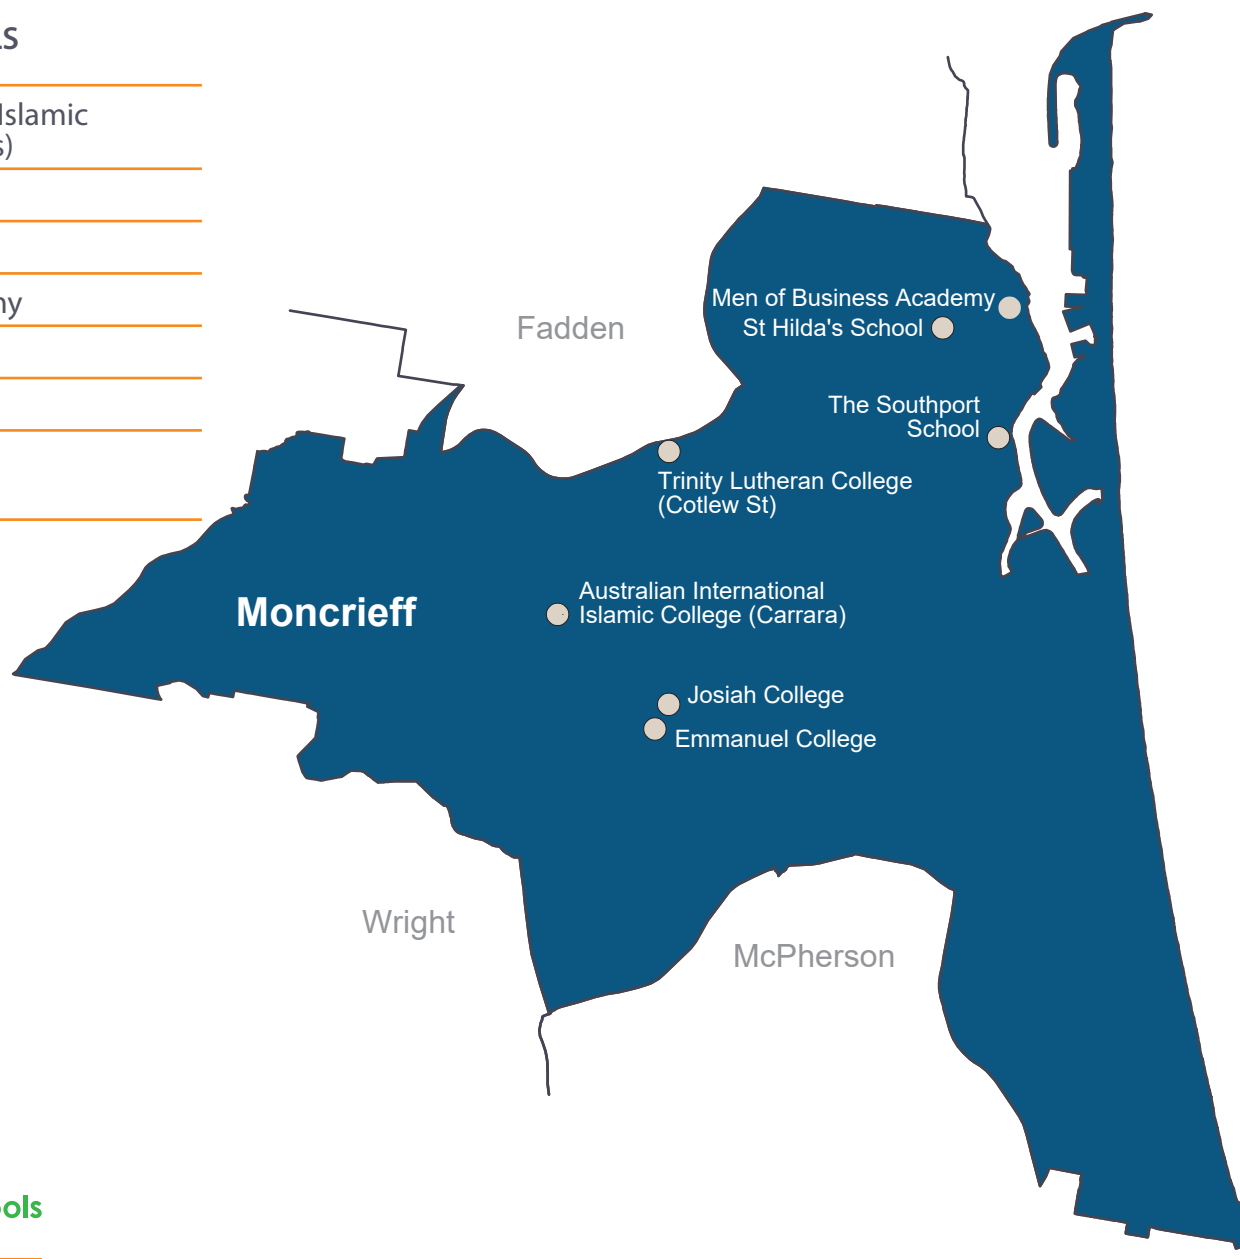 Islamic
Fadden
Men of Business Academy
St Hilda's School
The Southport
School
Trinity Lutheran College
(Cotlew St)
Moncrieff
Australian International
Islamic College (Carrara)
Josiah College
Emmanuel College
Wright
McPherson